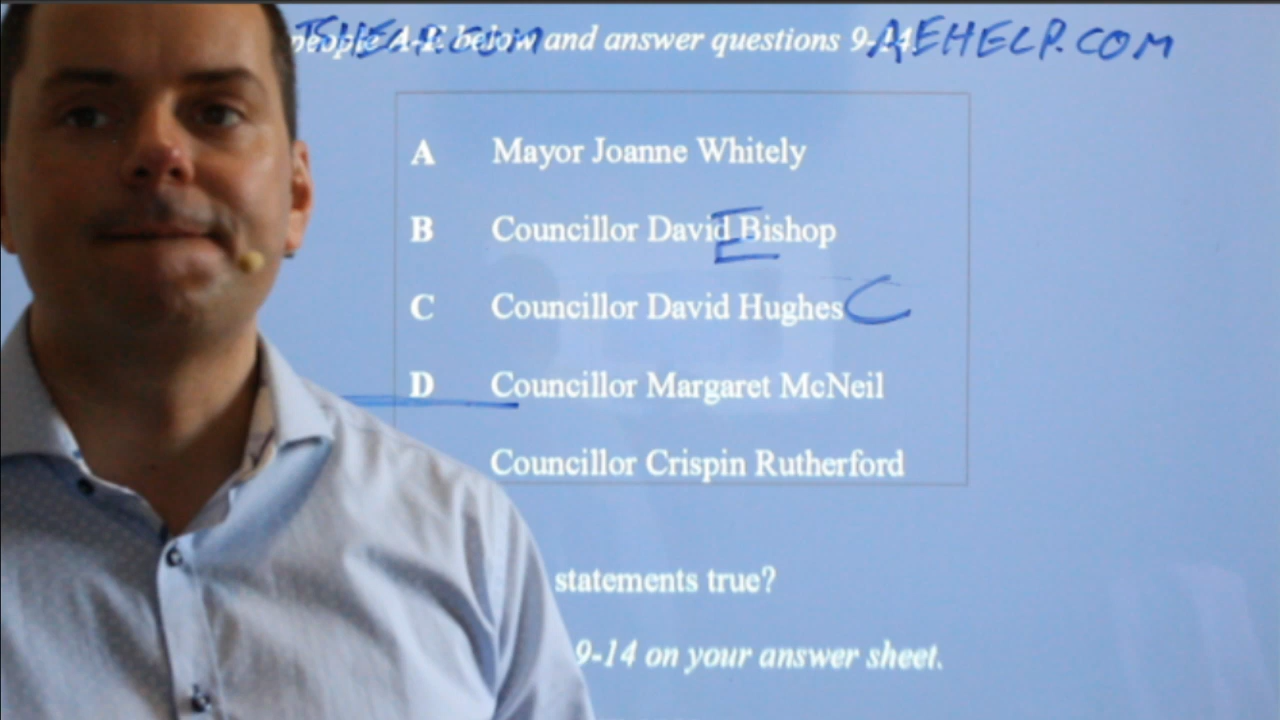 people A-E below and answer questions 9-14.
AEHELP.COM
A Mayor Joanne Whitely
B Councillor David Bishop
E
C Councillor David Hughes
C
D Councillor Margaret McNeil
Councillor Crispin Rutherford
statements true?
9-14 on your answer sheet.